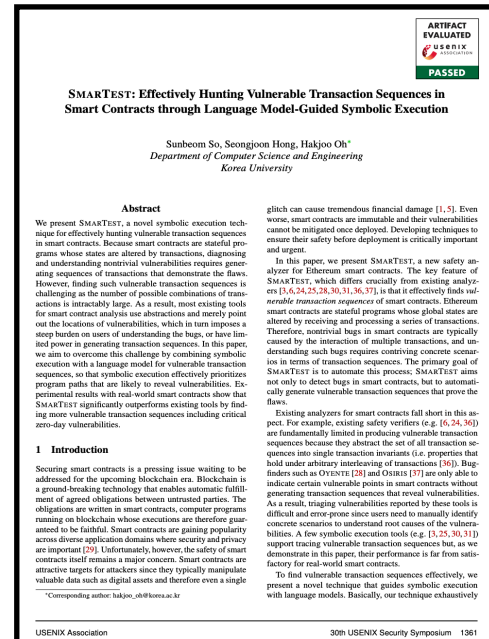 ARTIFACT
EVALUATED
usenix
ASSOCIATION
PASSED
SMARTEST: Effectively Hunting Vulnerable Transaction Sequences in
Smart Contracts through Language Model-Guided Symbolic Execution
Sunbeom So, Seongjoon Hong, Hakjoo Oh*
Department of Computer Science and Engineering
Korea University
Abstract
We present SMARTEST, a novel symbolic execution tech-
nique for effectively hunting vulnerable transaction sequences
in smart contracts. Because smart contracts are stateful pro-
grams whose states are altered by transactions, diagnosing
and understanding nontrivial vulnerabilities requires gener-
ating sequences of transactions that demonstrate the flaws.
However, finding such vulnerable transaction sequences is
challenging as the number of possible combinations of trans-
actions is intractably large. As a result, most existing tools
for smart contract analysis use abstractions and merely point
out the locations of vulnerabilities, which in turn imposes a
steep burden on users of understanding the bugs, or have lim-
ited power in generating transaction sequences. In this paper,
we aim to overcome this challenge by combining symbolic
execution with a language model for vulnerable transaction
sequences, so that symbolic execution effectively prioritizes
program paths that are likely to reveal vulnerabilities. Ex-
perimental results with real-world smart contracts show that
SMARTEST significantly outperforms existing tools by find-
ing more vulnerable transaction sequences including critical
zero-day vulnerabilities.
1 Introduction
Securing smart contracts is a pressing issue waiting to be
addressed for the upcoming blockchain era. Blockchain is
a ground-breaking technology that enables automatic fulfill-
ment of agreed obligations between untrusted parties. The
obligations are written in smart contracts, computer programs
running on blockchain whose executions are therefore guar-
anteed to be faithful. Smart contracts are gaining popularity
across diverse application domains where security and privacy
are important [29]. Unfortunately, however, the safety of smart
contracts itself remains a major concern. Smart contracts are
attractive targets for attackers since they typically manipulate
valuable data such as digital assets and therefore even a single
*Corresponding author: hakjoo_oh@korea.ac.kr
glitch can cause tremendous financial damage [1, 5]. Even
worse, smart contracts are immutable and their vulnerabilities
cannot be mitigated once deployed. Developing techniques to
ensure their safety before deployment is critically important
and urgent.
In this paper, we present SMARTEST, a new safety an-
alyzer for Ethereum smart contracts. The key feature of
SMARTEST, which differs crucially from existing analyz-
ers [3,6,24,25,28,30,31,36,37], is that it effectively finds vul-
nerable transaction sequences of smart contracts. Ethereum
smart contracts are stateful programs whose global states are
altered by receiving and processing a series of transactions.
Therefore, nontrivial bugs in smart contracts are typically
caused by the interaction of multiple transactions, and un-
derstanding such bugs requires contriving concrete scenar-
ios in terms of transaction sequences. The primary goal of
SMARTEST is to automate this process; SMARTEST aims
not only to detect bugs in smart contracts, but to automati-
cally generate vulnerable transaction sequences that prove the
flaws.
Existing analyzers for smart contracts fall short in this as-
pect. For example, existing safety verifiers (e.g. [6, 24, 36])
are fundamentally limited in producing vulnerable transaction
sequences because they abstract the set of all transaction se-
quences into single transaction invariants (i.e. properties that
hold under arbitrary interleaving of transactions [36]). Bug-
finders such as OYENTE [28] and OSIRIS [37] are only able to
indicate certain vulnerable points in smart contracts without
generating transaction sequences that reveal vulnerabilities.
As a result, triaging vulnerabilities reported by these tools is
difficult and error-prone since users need to manually identify
concrete scenarios to understand root causes of the vulnera-
bilities. A few symbolic execution tools (e.g. [3,25,30,31])
support tracing vulnerable transaction sequences but, as we
demonstrate in this paper, their performance is far from satis-
factory for real-world smart contracts.
To find vulnerable transaction sequences effectively, we
present a novel technique that guides symbolic execution
with language models. Basically, our technique exhaustively
USENIX Association
30th USENIX Security Symposium 1361